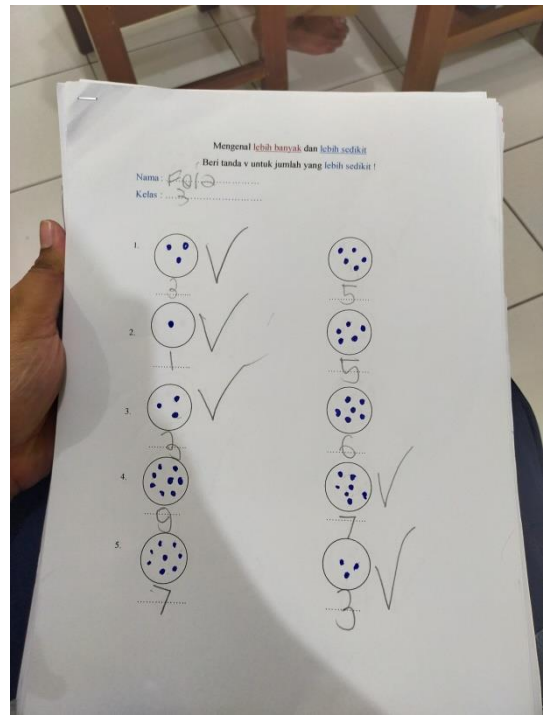 Mengenal lebih banyak dan lebih sedikit
Beri tanda v untuk jumlah yang lebih sedikit !
Nama : Fela
Kelas : 3
1.
3 5
2.
1 5
3.
3 6
4.
9 7
5.
7 3